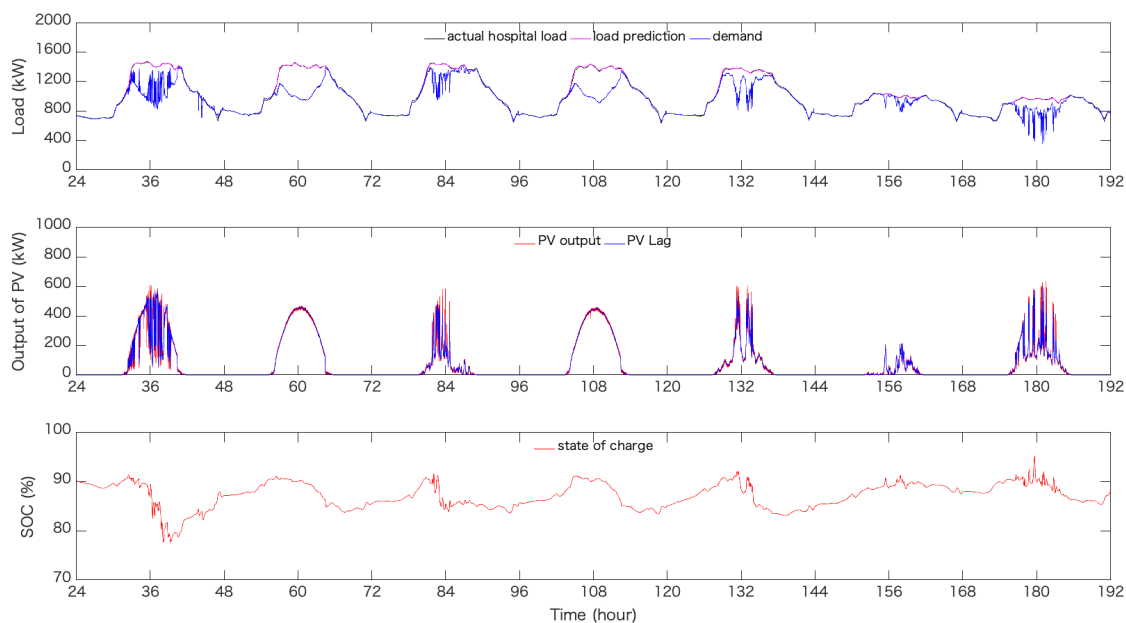 2000
1600
1200
800
400
0
Load (kW)
actual hospital load load prediction demand
24 36 48 60 72 84 96 108 120 132 144 156 168 180 192
1000
800
600
400
200
0
Output of PV (kW)
PV output PV Lag
24 36 48 60 72 84 96 108 120 132 144 156 168 180 192
100
90
80
70
SOC (%)
state of charge
24 36 48 60 72 84 96 108 120 132 144 156 168 180 192
Time (hour)